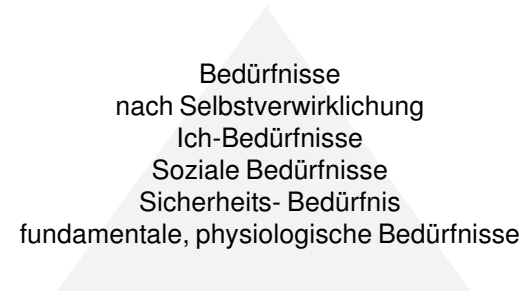 Bedürfnisse
nach Selbstverwirklichung
Ich-Bedürfnisse
Soziale Bedürfnisse
Sicherheits- Bedürfnis
fundamentale, physiologische Bedürfnisse